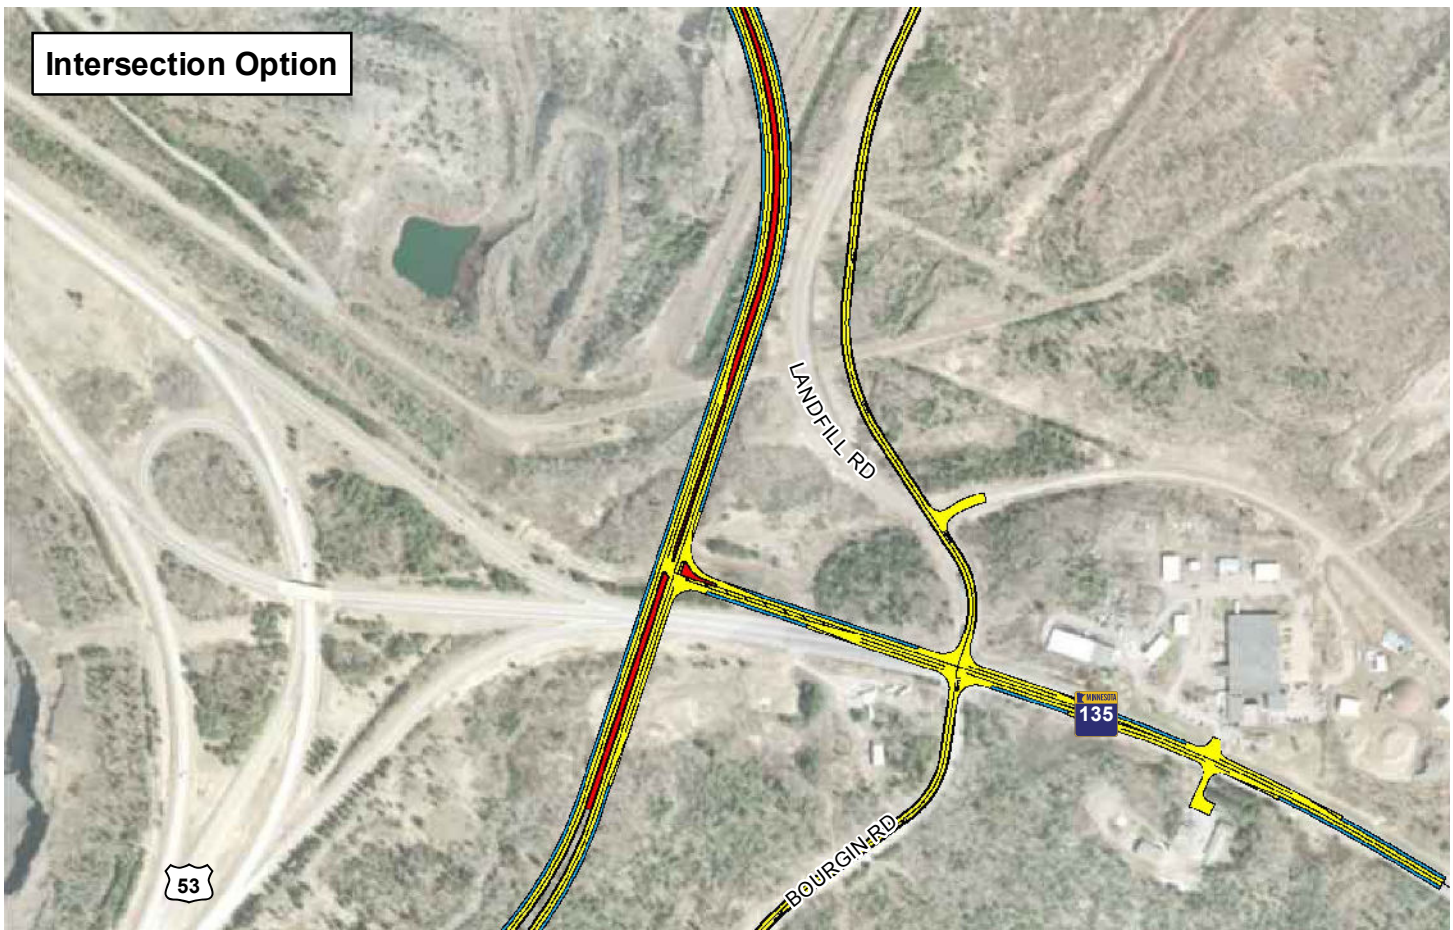 Intersection Option
LANDFILL RD
MINNESOTA
135
BOURGIN RD
53